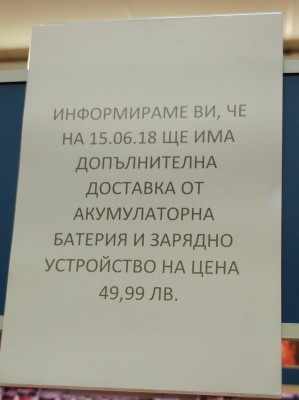 ИНФОРМИРАМЕ ВИ, ЧЕ
НА 15.06.18 ЩЕ ИМА
ДОПЪЛНИТЕЛНА
ДОСТАВКА ОТ
АКУМУЛАТОРНА
БАТЕРИЯ И ЗАРЯДНО
УСТРОЙСТВО НА ЦЕНА
49,99 ЛВ.